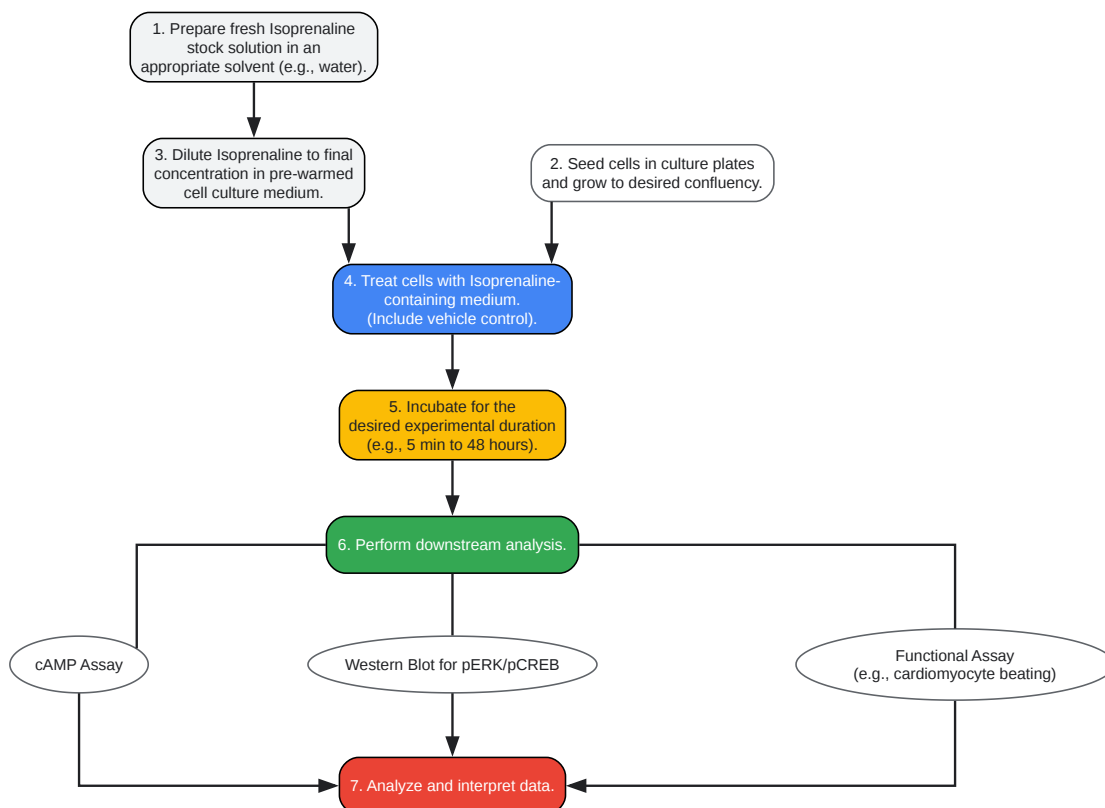 1. Prepare fresh Isoprenaline
stock solution in an
appropriate solvent (e.g., water).
3. Dilute Isoprenaline to final
concentration in pre-warmed
cell culture medium.
2. Seed cells in culture plates
and grow to desired confluency.
4. Treat cells with Isoprenaline-
containing medium.
(Include vehicle control).
5. Incubate for the
desired experimental duration
(e.g., 5 min to 48 hours).
6. Perform downstream analysis.
cAMP Assay
Western Blot for pERK/pCREB
Functional Assay
(e.g., cardiomyocyte beating)
7. Analyze and interpret data.